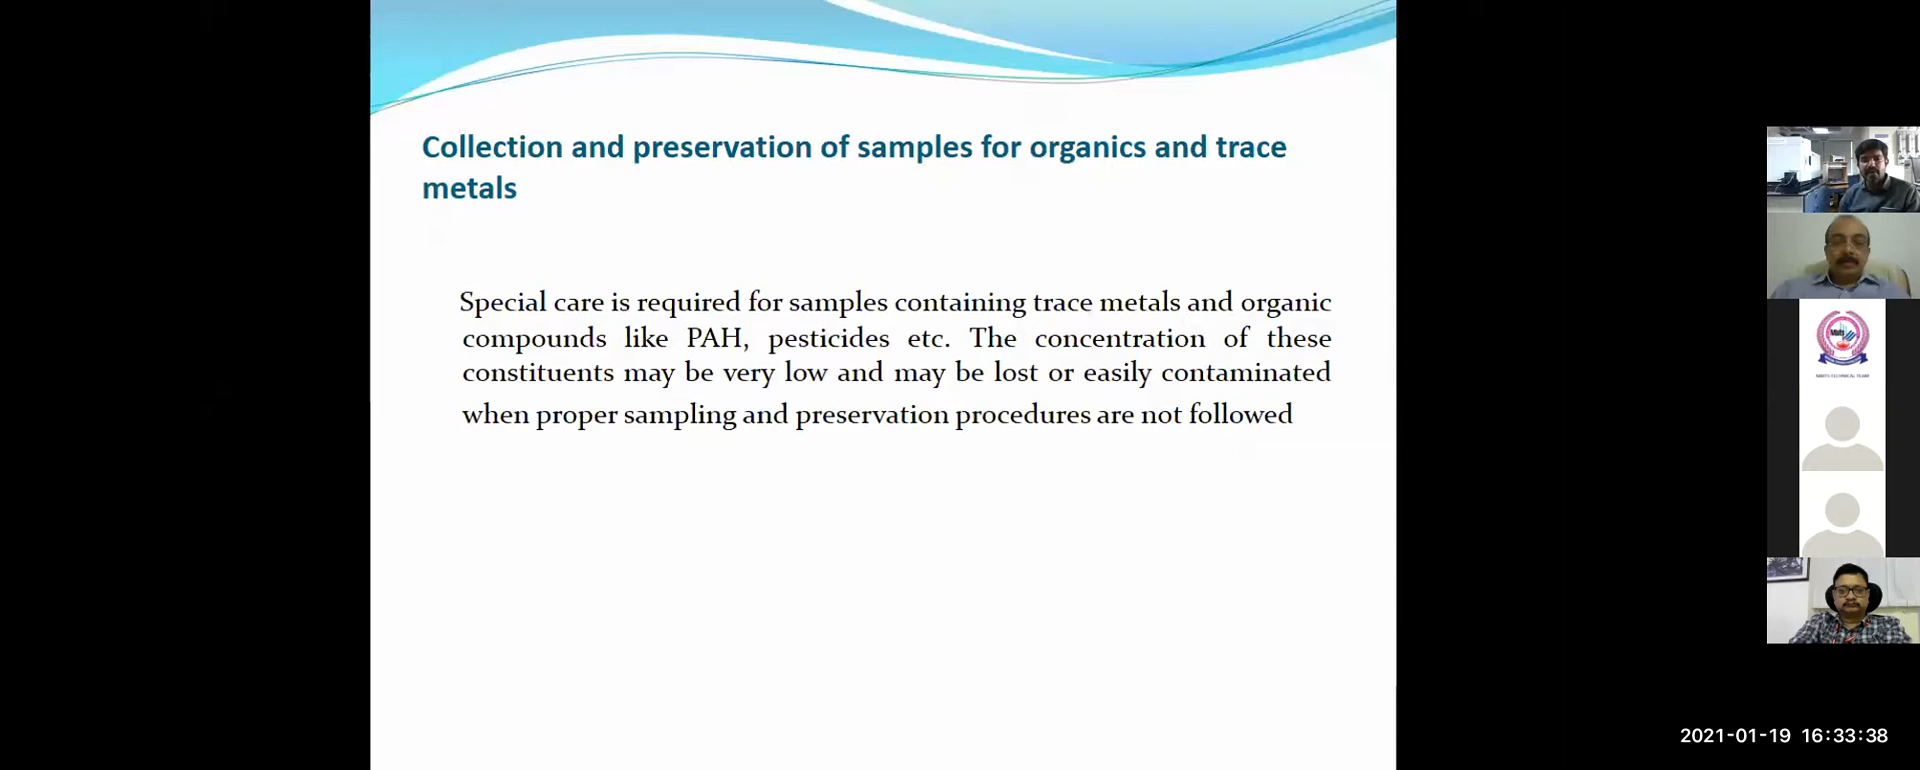 Collection and preservation of samples for organics and trace
metals
Special care is required for samples containing trace metals and organic
compounds like PAH, pesticides etc. The concentration of these
constituents may be very low and may be lost or easily contaminated
when proper sampling and preservation procedures are not followed
TECHNICAL TEAM
2021-01-19 16:33:38